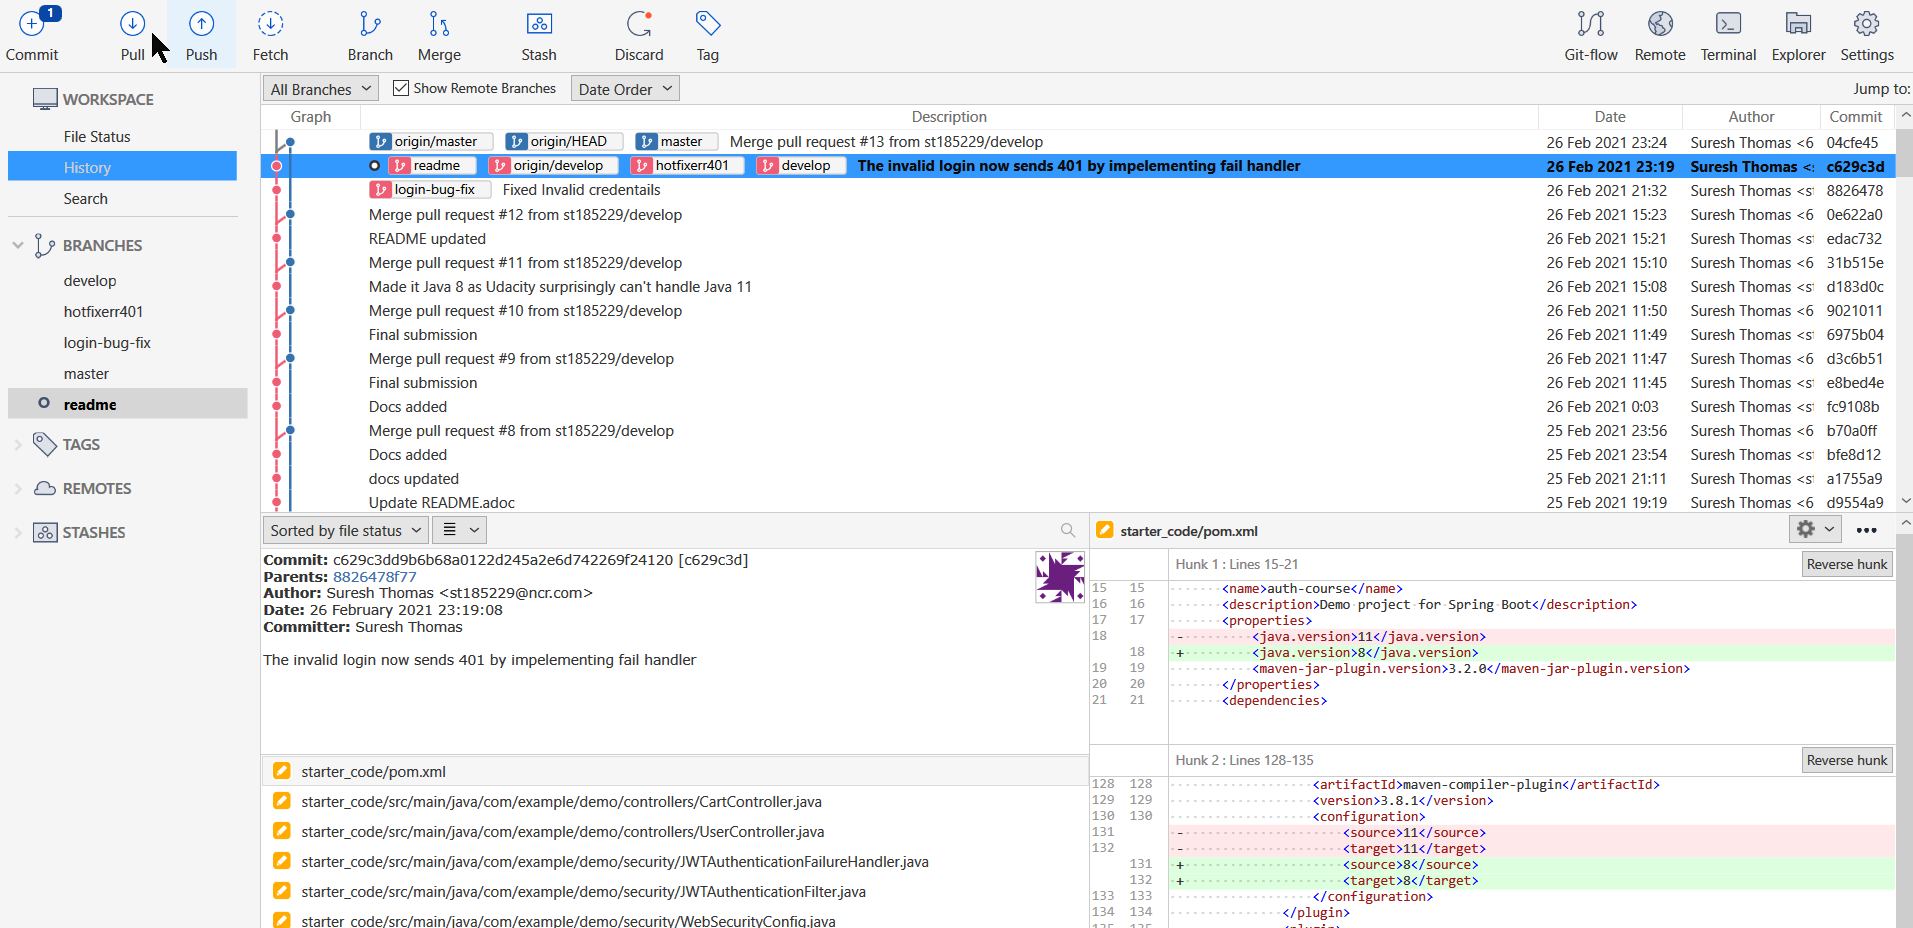 1
Commit Pull Push Fetch Branch Merge Stash Discard Tag Git-flow Remote Terminal Explorer Settings
WORKSPACE
File Status
History
Search
BRANCHES
develop
hotfixerr401
login-bug-fix
master
readme
TAGS
REMOTES
STASHES
All Branches Show Remote Branches Date Order Jump to:
Graph Description Date Author Commit
origin/master origin/HEAD master Merge pull request #13 from st185229/develop 26 Feb 2021 23:24 Suresh Thomas <6 04cfe45
readme origin/develop hotfixerr401 develop The invalid login now sends 401 by impelementing fail handler 26 Feb 2021 23:19 Suresh Thomas <s c629c3d
login-bug-fix Fixed Invalid credentails 26 Feb 2021 21:32 Suresh Thomas <st 8826478
Merge pull request #12 from st185229/develop 26 Feb 2021 15:23 Suresh Thomas <6 0e622a0
README updated 26 Feb 2021 15:21 Suresh Thomas <st edac732
Merge pull request #11 from st185229/develop 26 Feb 2021 15:10 Suresh Thomas <6 31b515e
Made it Java 8 as Udacity surprisingly can't handle Java 11 26 Feb 2021 15:08 Suresh Thomas <st d183d0c
Merge pull request #10 from st185229/develop 26 Feb 2021 11:50 Suresh Thomas <6 9021011
Final submission 26 Feb 2021 11:49 Suresh Thomas <st 6975b04
Merge pull request #9 from st185229/develop 26 Feb 2021 11:47 Suresh Thomas <6 d3c6b51
Final submission 26 Feb 2021 11:45 Suresh Thomas <st e8bed4e
Docs added 26 Feb 2021 0:03 Suresh Thomas <st fc9108b
Merge pull request #8 from st185229/develop 25 Feb 2021 23:56 Suresh Thomas <6 b70a0ff
Docs added 25 Feb 2021 23:54 Suresh Thomas <st bfe8d12
docs updated 25 Feb 2021 21:11 Suresh Thomas <st a1755a9
Update README.adoc 25 Feb 2021 19:19 Suresh Thomas <6 d9554a9
Sorted by file status
Commit: c629c3dd9b6b68a0122d245a2e6d742269f24120 [c629c3d]
Parents: 8826478f77
Author: Suresh Thomas <st185229@ncr.com>
Date: 26 February 2021 23:19:08
Committer: Suresh Thomas
The invalid login now sends 401 by impelementing fail handler
starter_code/pom.xml
starter_code/src/main/java/com/example/demo/controllers/CartController.java
starter_code/src/main/java/com/example/demo/controllers/UserController.java
starter_code/src/main/java/com/example/demo/security/JWTAuthenticationFailureHandler.java
starter_code/src/main/java/com/example/demo/security/JWTAuthenticationFilter.java
starter_code/src/main/java/com/example/demo/security/WebSecurityConfig.java
starter_code/pom.xml
Hunk 1 : Lines 15-21 Reverse hunk
15 15 <name>auth-course</name>
16 16 <description>Demo project for Spring Boot</description>
17 17 <properties>
18 - <java.version>11</java.version>
18 + <java.version>8</java.version>
19 19 <maven-jar-plugin.version>3.2.0</maven-jar-plugin.version>
20 20 </properties>
21 21 <dependencies>
Hunk 2 : Lines 128-135 Reverse hunk
128 128 <artifactId>maven-compiler-plugin</artifactId>
129 129 <version>3.8.1</version>
130 130 <configuration>
131 - <source>11</source>
132 - <target>11</target>
131 + <source>8</source>
132 + <target>8</target>
133 133 </configuration>
134 134 </plugin>